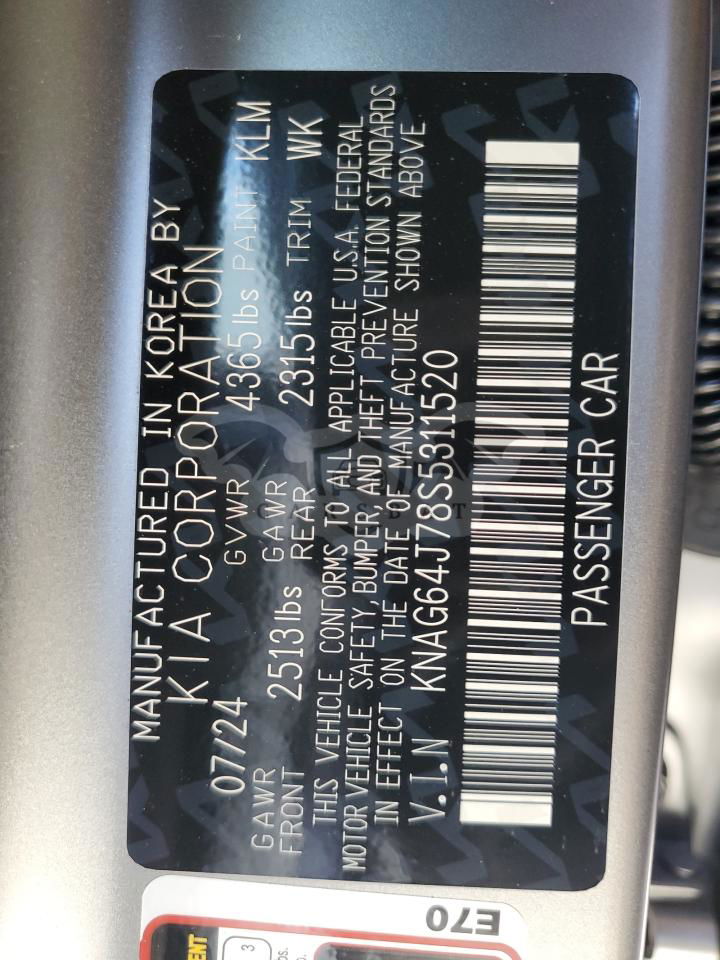 MANUFACTURED IN KOREA BY
KIA CORPORATION
07/24 GVWR 4365lbs PAINT KLM
GAWR FRONT 2513lbs GAWR REAR 2315lbs TRIM WK
THIS VEHICLE CONFORMS TO ALL APPLICABLE U.S.A. FEDERAL
MOTOR VEHICLE SAFETY, BUMPER, AND THEFT PREVENTION STANDARDS
IN EFFECT ON THE DATE OF MANUFACTURE SHOWN ABOVE
V.I.N KNAG64J78S5311520
PASSENGER CAR
E70
3